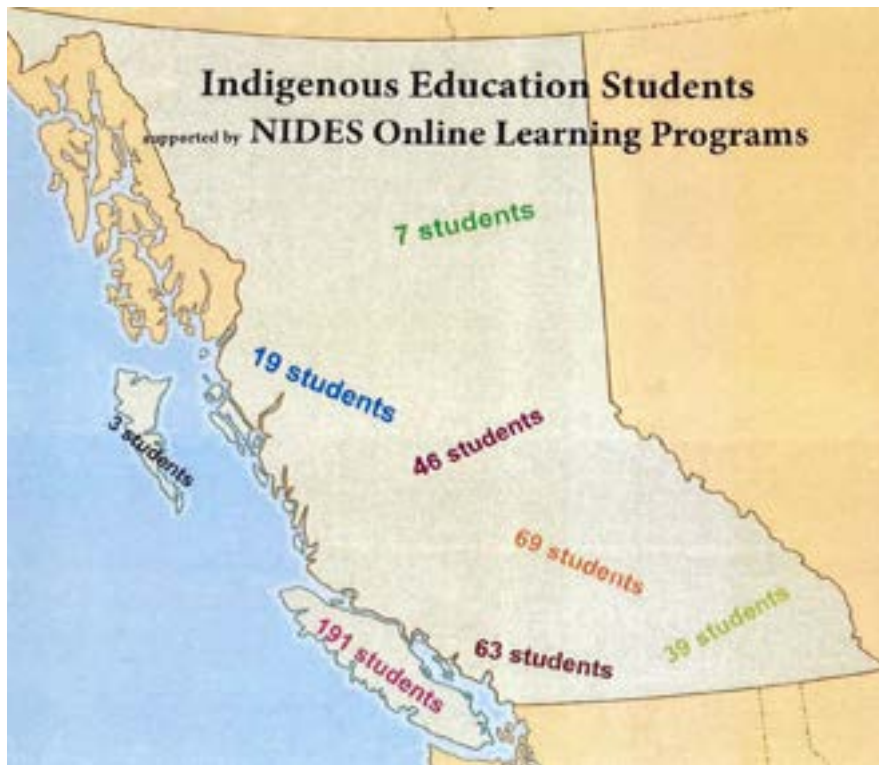 Indigenous Education Students
supported by NIDES Online Learning Programs
7 students
19 students
3 students
46 students
69 students
39 students
191 students
63 students